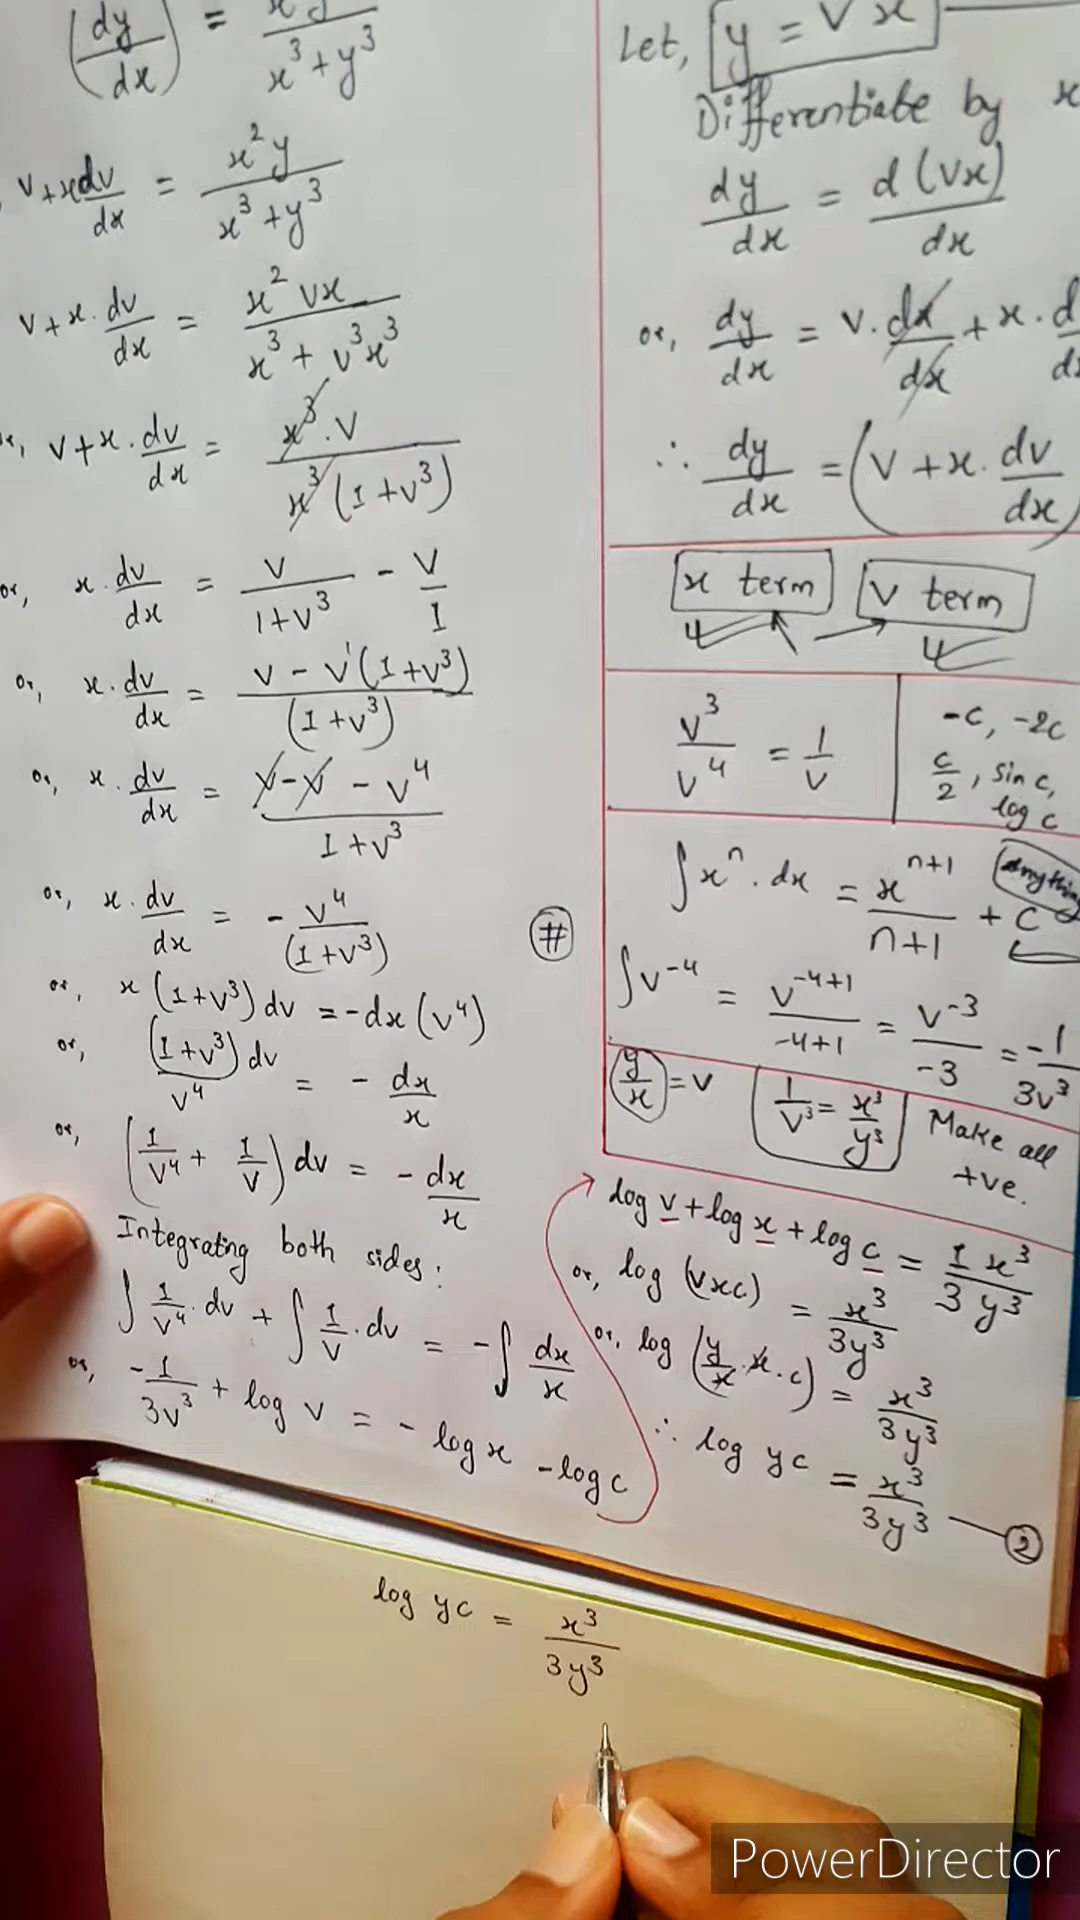 (dy/dx) = x²y/x³+y³
v+xdv/dx = x²y/x³+y³
v+x.dv/dx = x² vx/x³+v³x³
or, v+x.dv/dx = x³.v/x³(1+v³)
or, x.dv/dx = v/1+v³ - v/1
or, x.dv/dx = v-v(1+v³)/(1+v³)
or, x.dv/dx = v-v-v⁴/1+v³
or, x.dv/dx = -v⁴/(1+v³)
or, x(1+v³)dv = -dx(v⁴)
or, (1+v³)dv/v⁴ = -dx/x
or, (1/v⁴ + 1/v)dv = -dx/x
Integrating both sides:
∫1/v⁴.dv + ∫1/v.dv = -∫dx/x
or, -1/3v³ + log v = -log x - log c
Let, y = vx
Differentiate by x
dy/dx = d(vx)/dx
or, dy/dx = v.dx/dx + x.d
∴ dy/dx = (v+x.dv/dx)
x term
v term
v³/v⁴ = 1/v
-c, -2c
c/2, sin c,
log c
#
∫xⁿ.dx = xⁿ⁺¹/n+1 + c
∫v⁻⁴ = v⁻⁴⁺¹/-4+1 = v⁻³/-3 = -1/3v³
y/x = v
1/v³ = x³/y³
Make all
+ve.
log v + log x + log c = 1/3 x³/y³
or, log (vxc) = x³/3y³
or, log (y/x.x.c) = x³/3y³
∴ log yc = x³/3y³
2
log yc = x³/3y³
PowerDirector